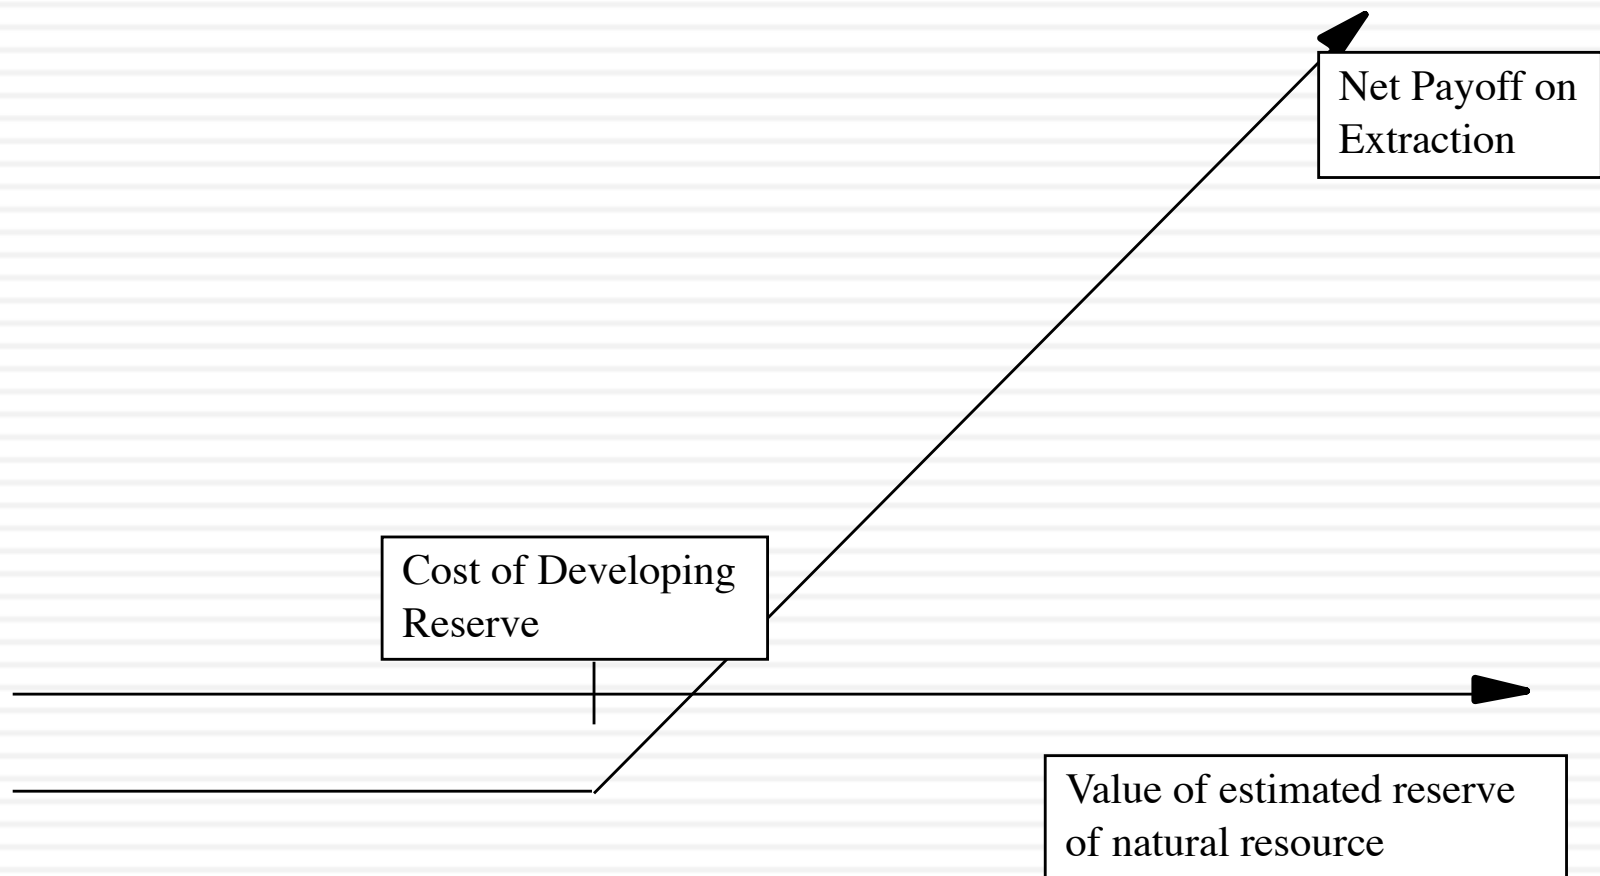 Net Payoff on
Extraction
Cost of Developing
Reserve
Value of estimated reserve
of natural resource